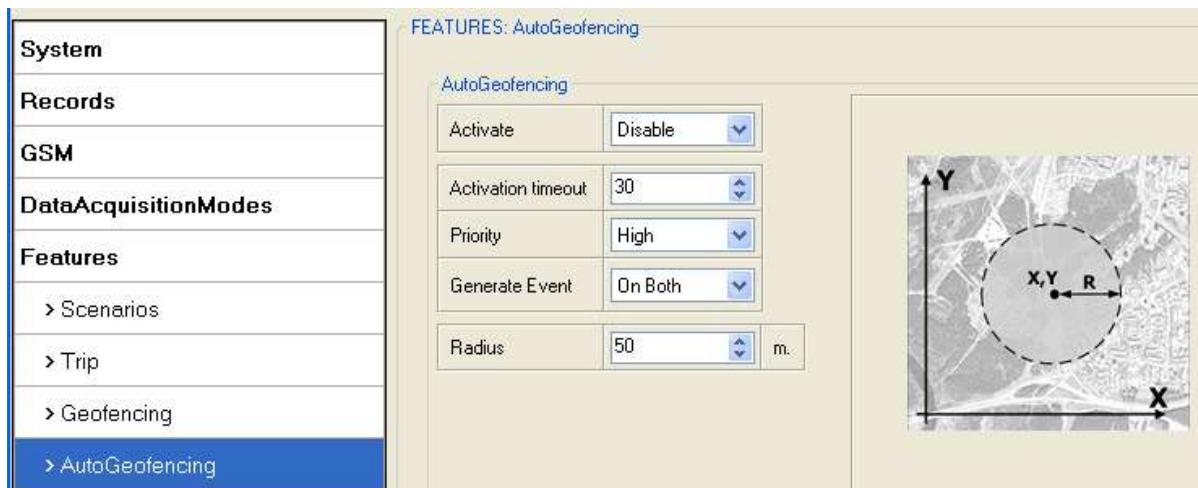 System
Records
GSM
DataAcquisitionModes
Features
> Scenarios
> Trip
> Geofencing
> AutoGeofencing
FEATURES: AutoGeofencing
AutoGeofencing
Activate Disable
Activation timeout 30
Priority High
Generate Event On Both
Radius 50 m.
Y
X,Y R
X